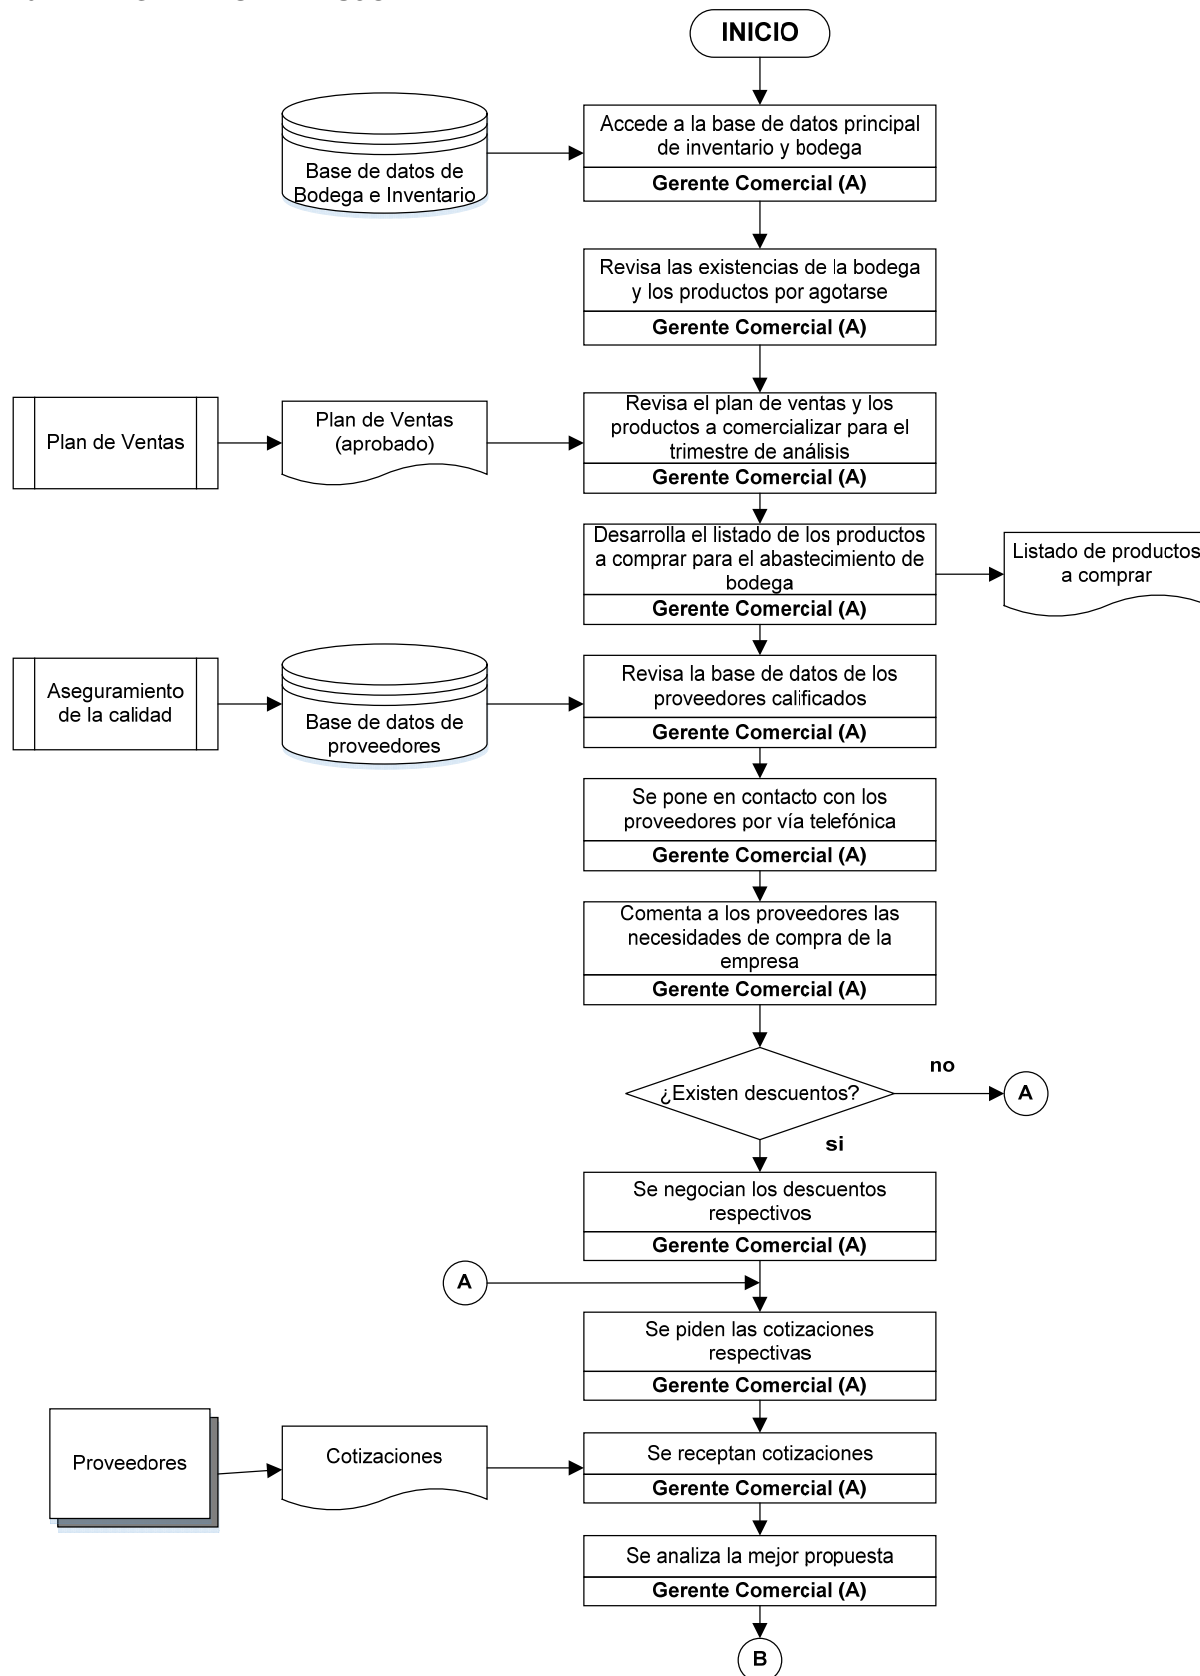 INICIO
Accede a la base de datos principal
de inventario y bodega
Gerente Comercial (A)
Base de datos de
Bodega e Inventario
Revisa las existencias de la bodega
y los productos por agotarse
Gerente Comercial (A)
Plan de Ventas
Plan de Ventas
(aprobado)
Revisa el plan de ventas y los
productos a comercializar para el
trimestre de análisis
Gerente Comercial (A)
Desarrolla el listado de los productos
a comprar para el abastecimiento de
bodega
Gerente Comercial (A)
Listado de productos
a comprar
Aseguramiento
de la calidad
Base de datos de
proveedores
Revisa la base de datos de los
proveedores calificados
Gerente Comercial (A)
Se pone en contacto con los
proveedores por vía telefónica
Gerente Comercial (A)
Comenta a los proveedores las
necesidades de compra de la
empresa
Gerente Comercial (A)
¿Existen descuentos?
no
A
si
Se negocian los descuentos
respectivos
Gerente Comercial (A)
A
Se piden las cotizaciones
respectivas
Gerente Comercial (A)
Proveedores
Cotizaciones
Se receptan cotizaciones
Gerente Comercial (A)
Se analiza la mejor propuesta
Gerente Comercial (A)
B